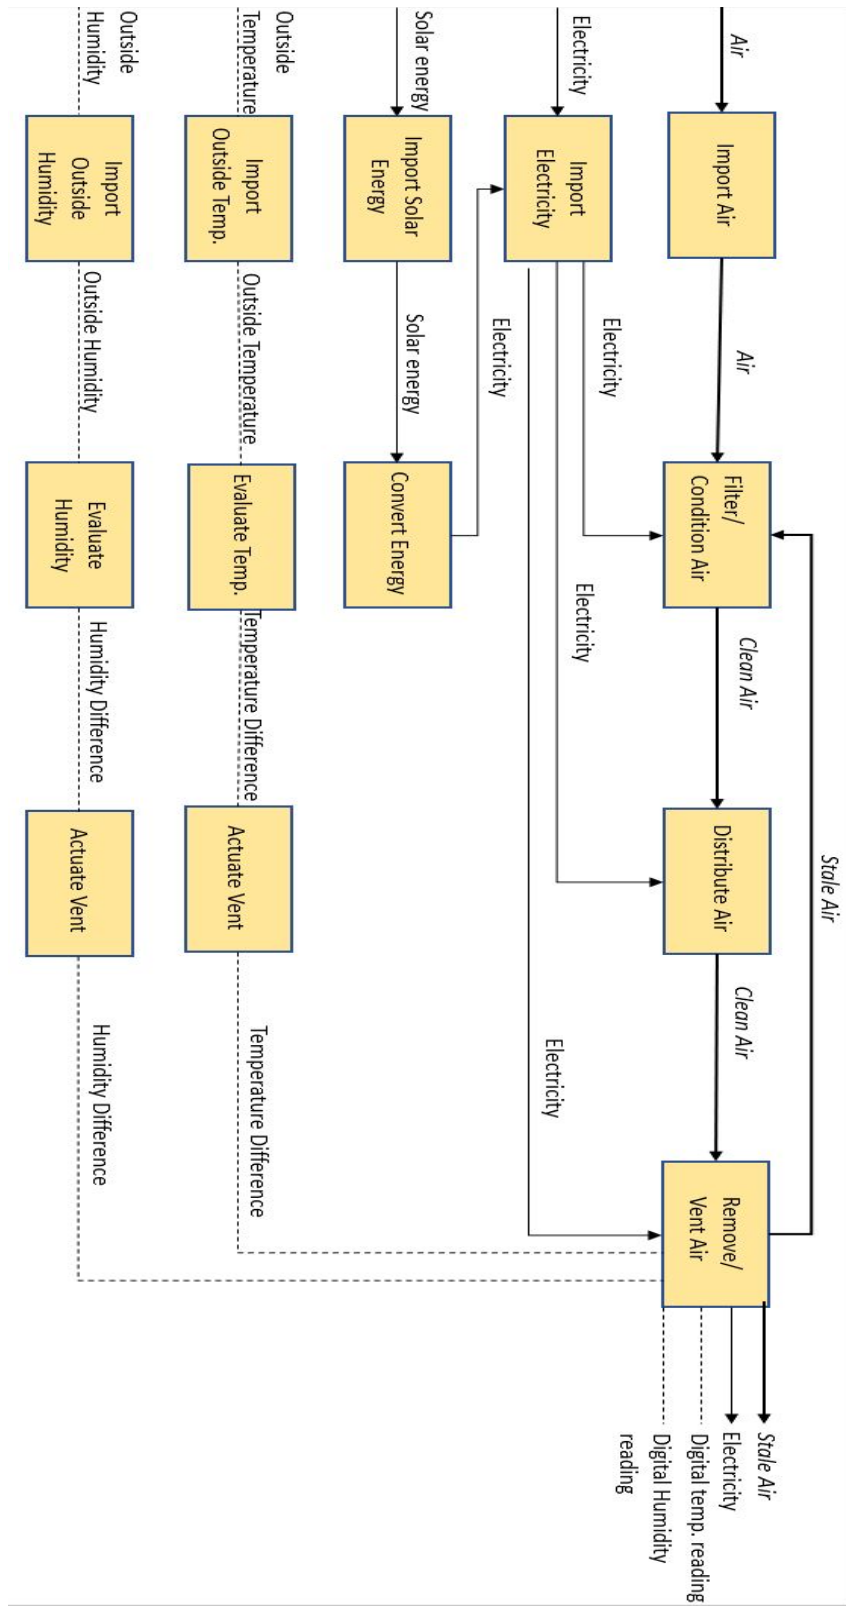 Air
Import Air
Air
Filter/
Condition Air
Clean Air
Distribute Air
Clean Air
Remove/
Vent Air
Stale Air
Stale Air
Electricity
Digital temp. reading
Digital Humidity
reading
Electricity
Import
Electricity
Electricity
Electricity
Electricity
Solar energy
Import Solar
Energy
Solar energy
Convert Energy
Electricity
Outside
Temperature
Import
Outside Temp.
Outside Temperature
Evaluate Temp.
Temperature Difference
Actuate Vent
Temperature Difference
Outside
Humidity
Import
Outside
Humidity
Outside Humidity
Evaluate
Humidity
Humidity Difference
Actuate Vent
Humidity Difference